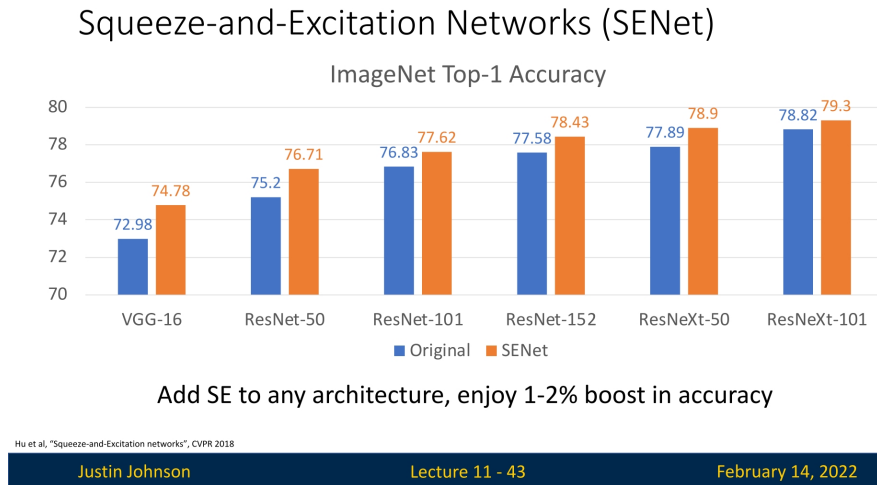 Squeeze-and-Excitation Networks (SENet)
ImageNet Top-1 Accuracy
80
78
76
74
72
70
72.98
74.78
75.2
76.71
76.83
77.62
77.58
78.43
77.89
78.9
78.82
79.3
VGG-16
ResNet-50
ResNet-101
ResNet-152
ResNeXt-50
ResNeXt-101
Original
SENet
Add SE to any architecture, enjoy 1-2% boost in accuracy
Hu et al, “Squeeze-and-Excitation networks”, CVPR 2018
Justin Johnson
Lecture 11 - 43
February 14, 2022